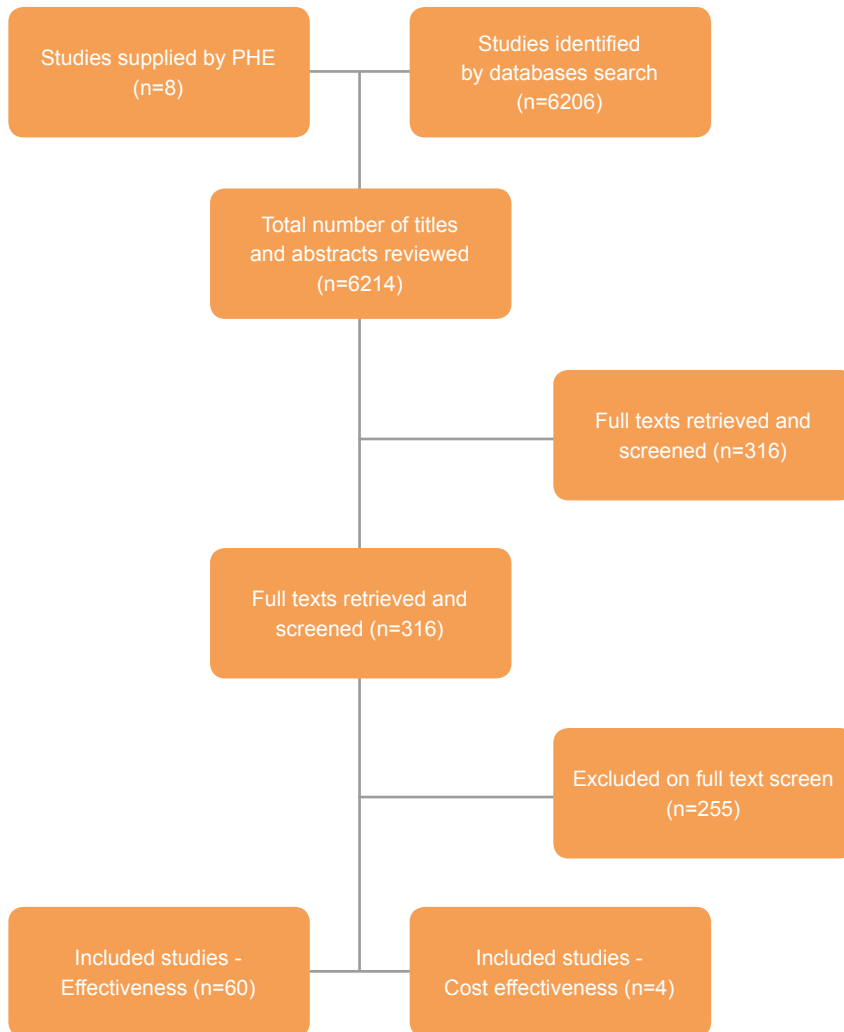 Studies supplied by PHE
(n=8)
Studies identified
by databases search
(n=6206)
Total number of titles
and abstracts reviewed
(n=6214)
Full texts retrieved and
screened (n=316)
Full texts retrieved and
screened (n=316)
Excluded on full text screen
(n=255)
Included studies -
Effectiveness (n=60)
Included studies -
Cost effectiveness (n=4)